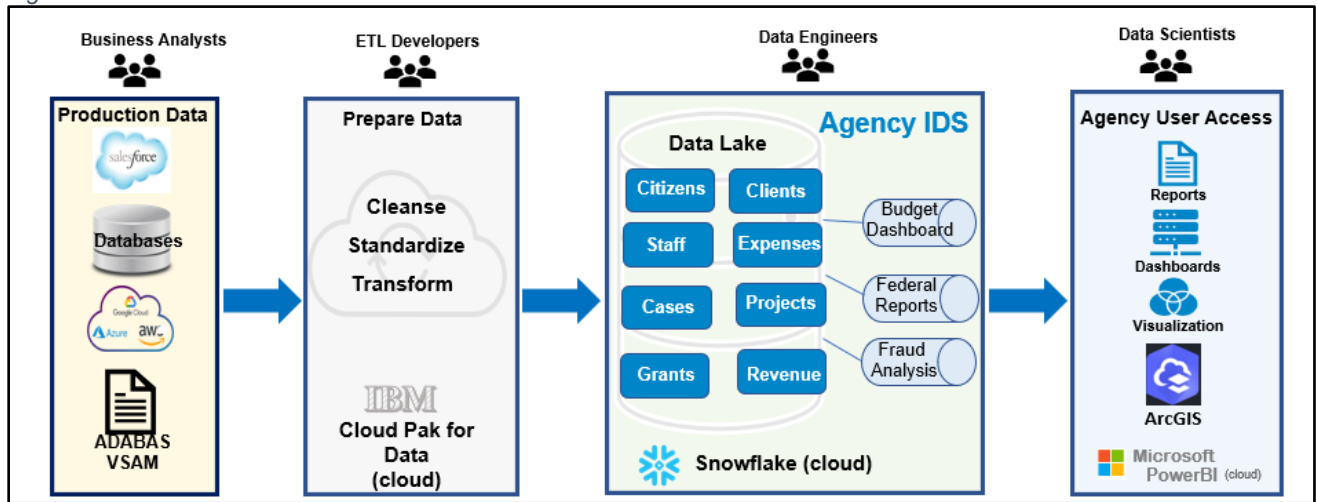 Business Analysts
ETL Developers
Data Engineers
Data Scientists
Production Data
salesforce
Databases
Google Cloud
Azure aws
ADABAS
VSAM
Prepare Data
Cleanse
Standardize
Transform
IBM
Cloud Pak for
Data
(cloud)
Agency IDS
Data Lake
Citizens
Clients
Staff
Expenses
Cases
Projects
Grants
Revenue
Budget
Dashboard
Federal
Reports
Fraud
Analysis
Snowflake (cloud)
Agency User Access
Reports
Dashboards
Visualization
ArcGIS
Microsoft
PowerBI (cloud)